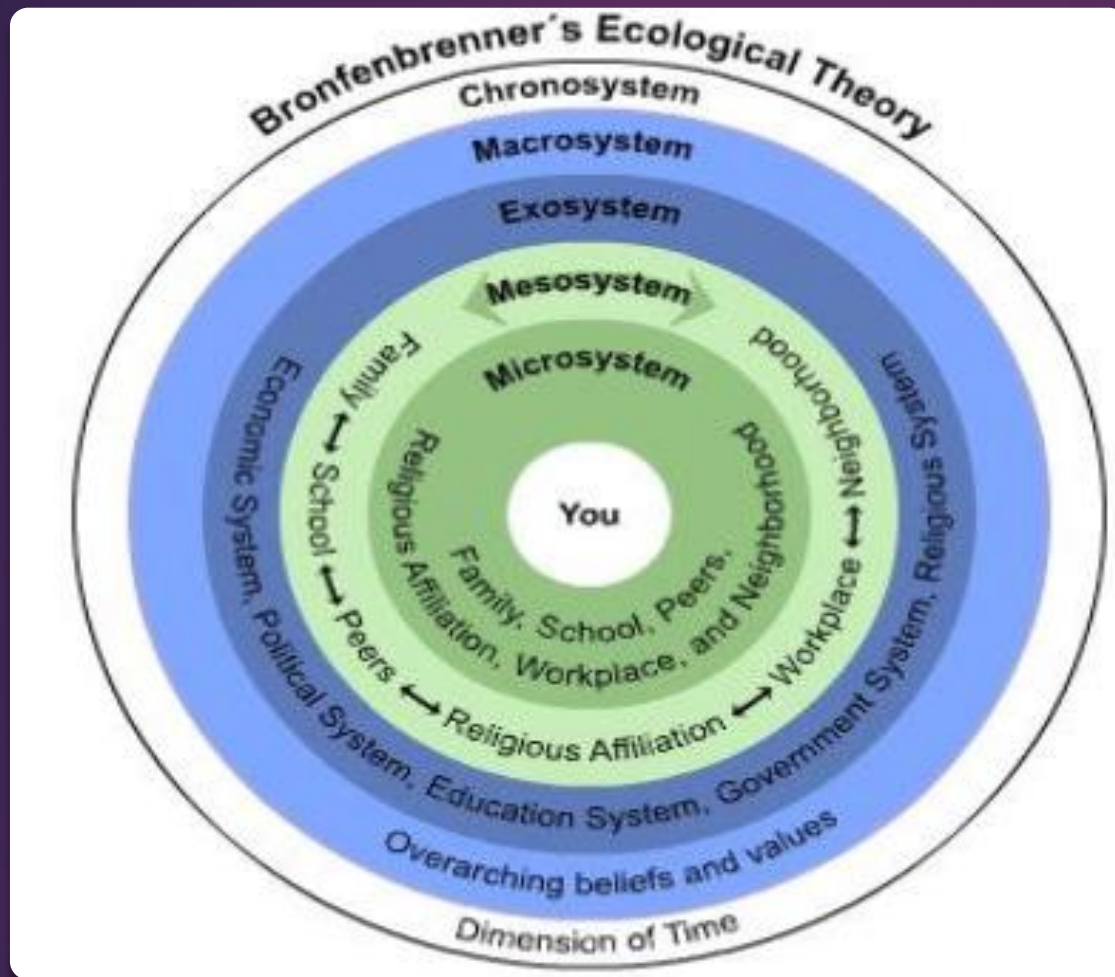 Bronfenbrenner´s Ecological Theory
Chronosystem
Macrosystem
Exosystem
Mesosystem
Microsystem
You
Family, School, Peers,
Religious Affiliation, Workplace, and Neighborhood
Family ↔ School ↔ Peers ↔ Religious Affiliation ↔ Workplace ↔ Neighborhood
Economic System, Political System, Education System, Government System, Religious System
Overarching beliefs and values
Dimension of Time